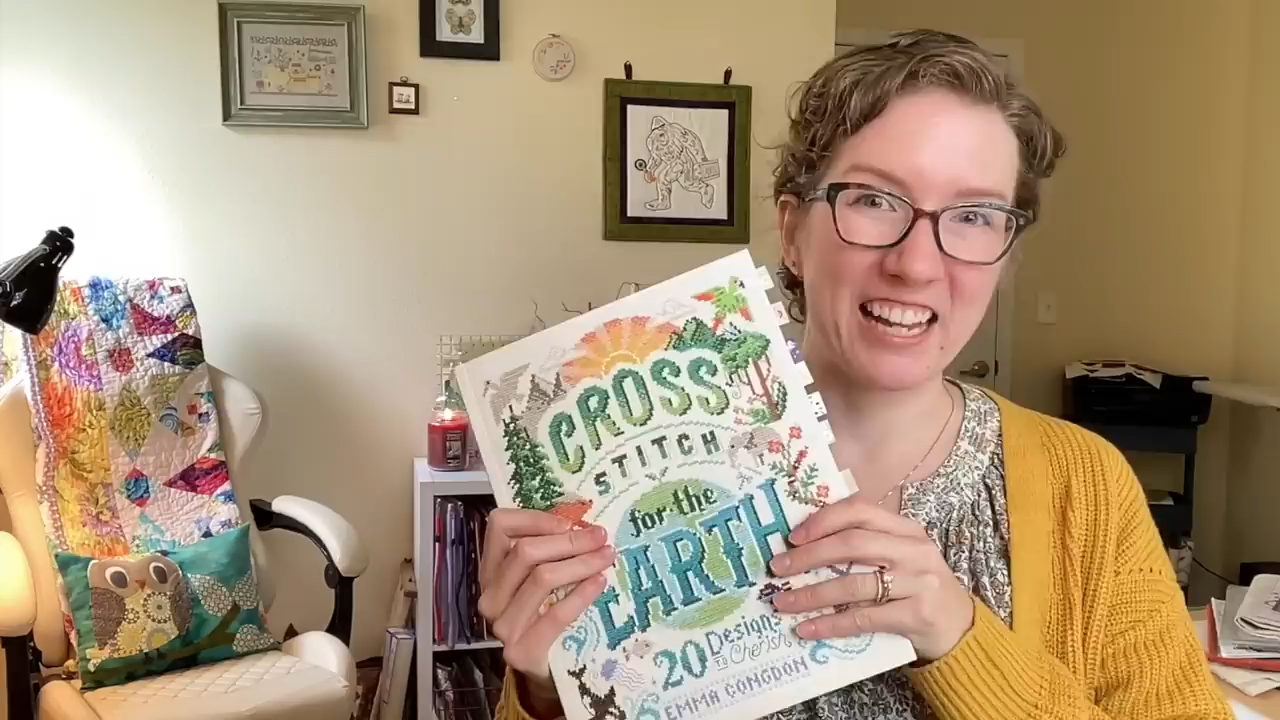 CROSS
STITCH
for the
EARTH
20 Designs
TO Cherish
EMMA CONGDON